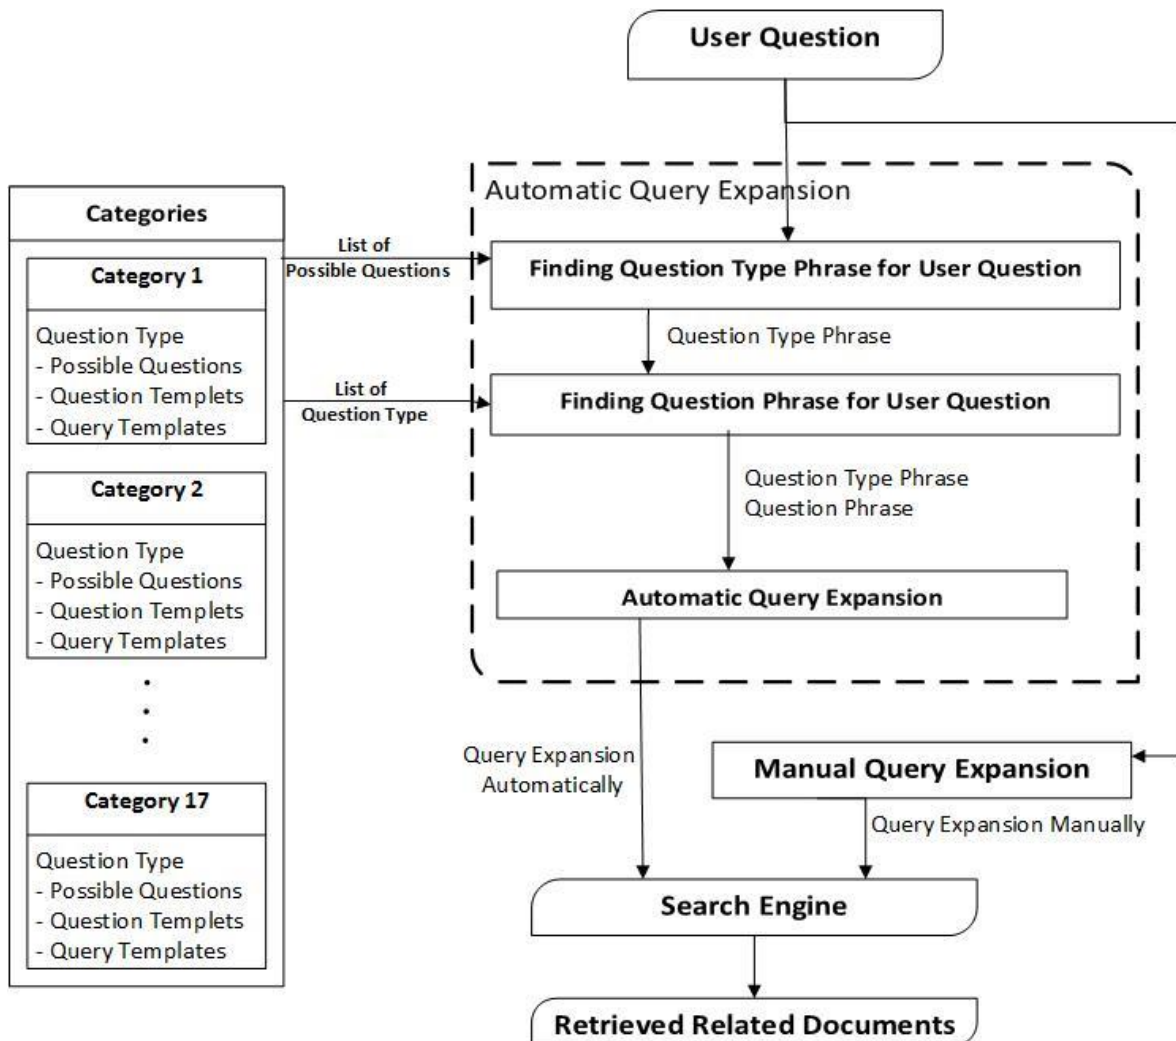 User Question
Automatic Query Expansion
Categories
List of
Possible Questions
Finding Question Type Phrase for User Question
Category 1
Question Type
- Possible Questions
- Question Templets
- Query Templates
Question Type Phrase
List of
Question Type
Finding Question Phrase for User Question
Category 2
Question Type
- Possible Questions
- Question Templets
- Query Templates
Question Type Phrase
Question Phrase
Automatic Query Expansion
Query Expansion
Automatically
Manual Query Expansion
Category 17
Question Type
- Possible Questions
- Question Templets
- Query Templates
Query Expansion Manually
Search Engine
Retrieved Related Documents